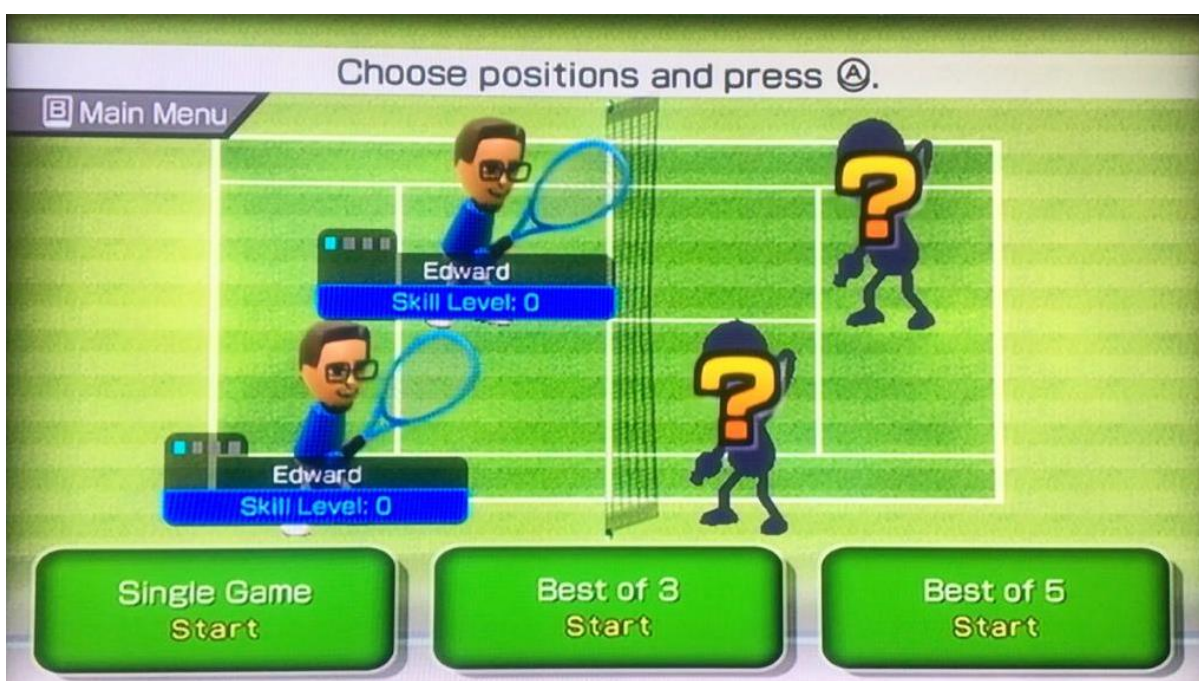 Choose positions and press Ⓐ.
B Main Menu
?
Edward
Skill Level: 0
?
Edward
Skill Level: 0
Single Game
Start
Best of 3
Start
Best of 5
Start